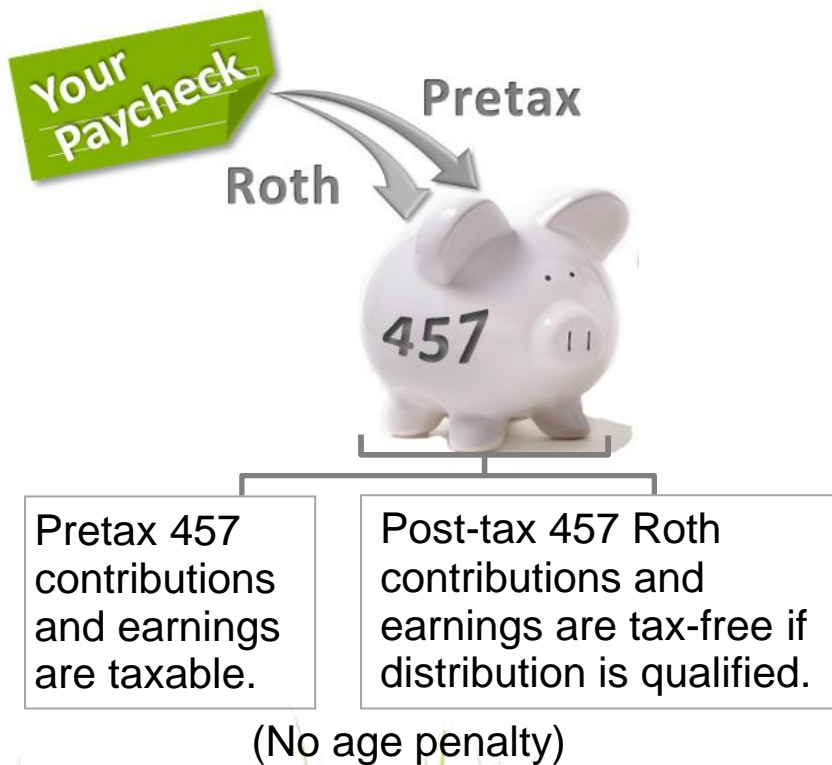 Your
Paycheck
Pretax
Roth
457
Pretax 457
contributions
and earnings
are taxable.
Post-tax 457 Roth
contributions and
earnings are tax-free if
distribution is qualified.
(No age penalty)